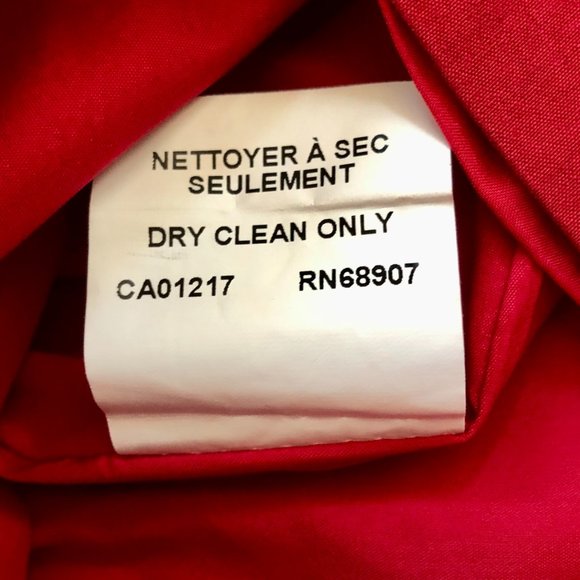 NETTOYER À SEC
SEULEMENT
DRY CLEAN ONLY
CA01217 RN68907